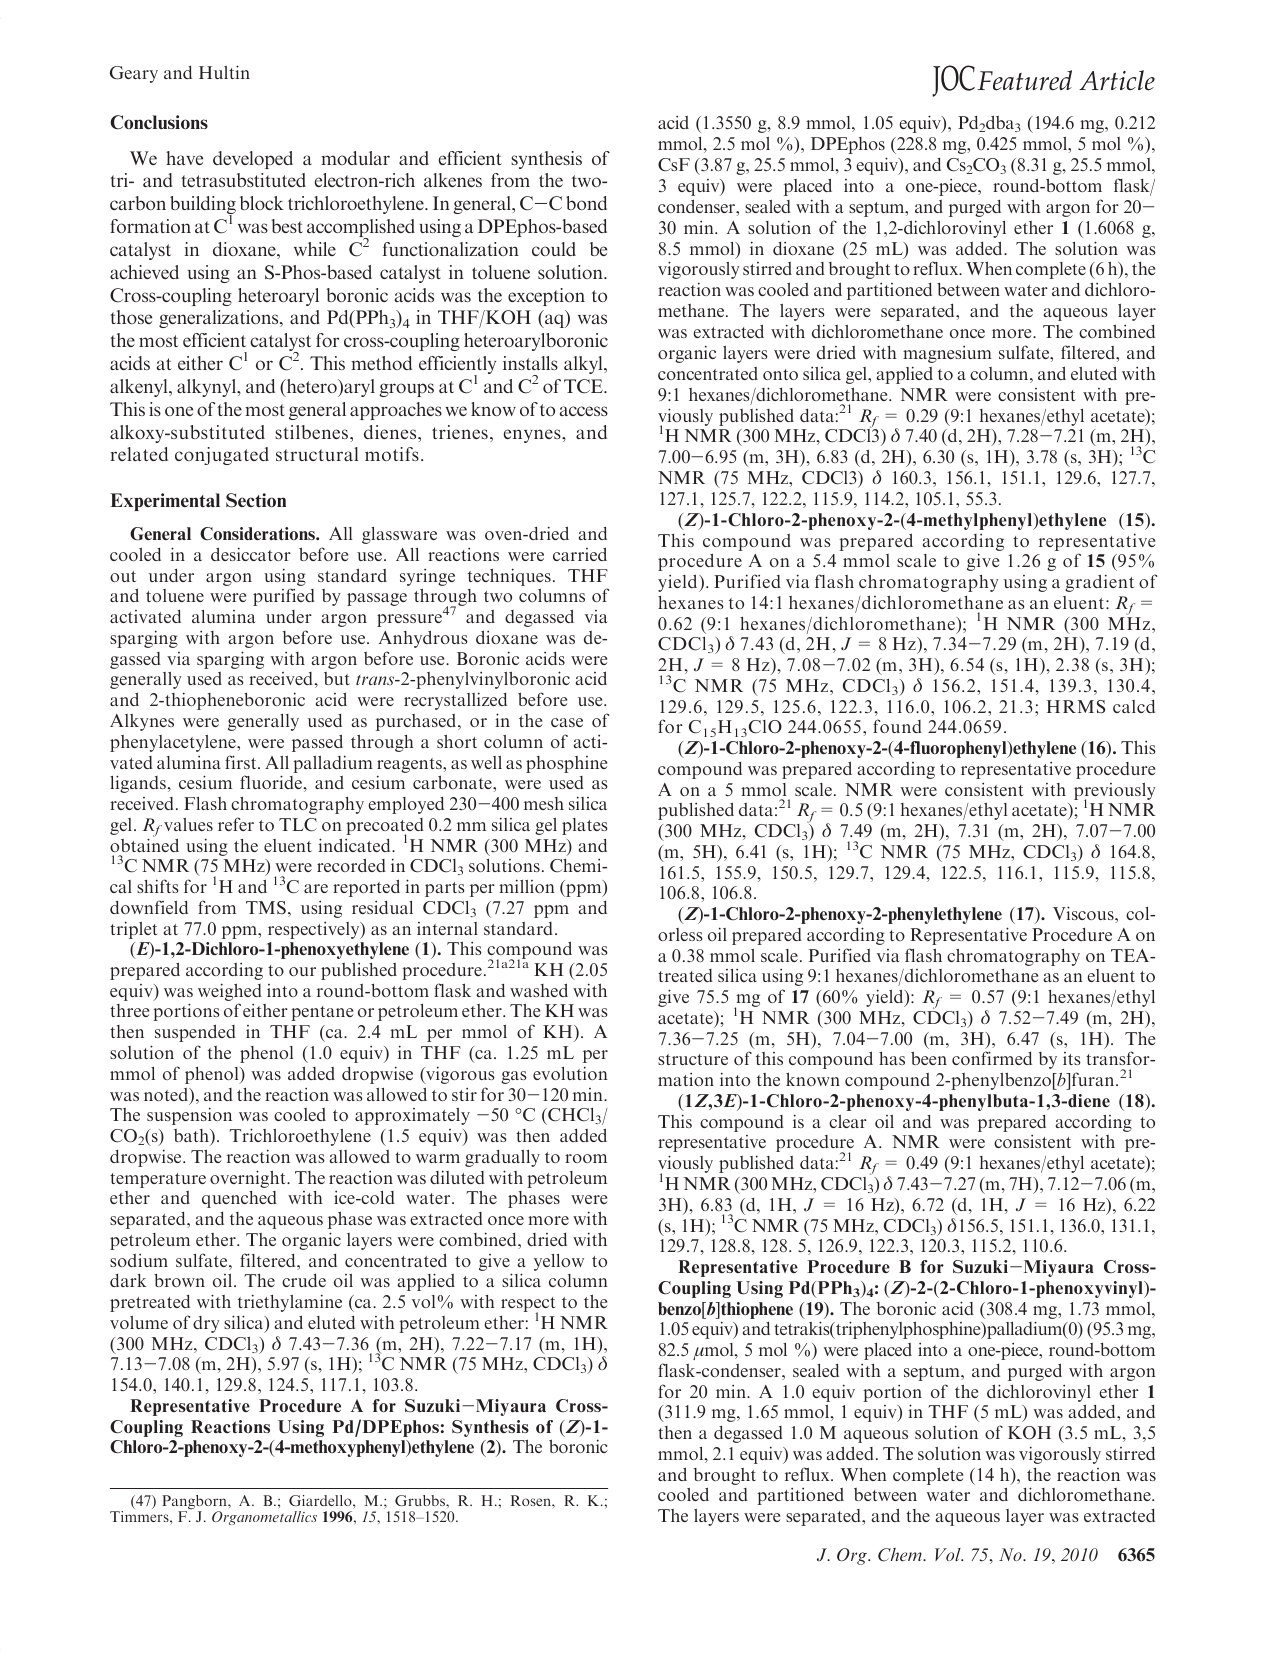 Geary and Hultin
JOC Featured Article
Conclusions
We have developed a modular and efficient synthesis of
tri- and tetrasubstituted electron-rich alkenes from the two-
carbon building block trichloroethylene. In general, C−C bond
formation at C¹ was best accomplished using a DPEphos-based
catalyst in dioxane, while C² functionalization could be
achieved using an S-Phos-based catalyst in toluene solution.
Cross-coupling heteroaryl boronic acids was the exception to
those generalizations, and Pd(PPh₃)₄ in THF/KOH (aq) was
the most efficient catalyst for cross-coupling heteroarylboronic
acids at either C¹ or C². This method efficiently installs alkyl,
alkenyl, alkynyl, and (hetero)aryl groups at C¹ and C² of TCE.
This is one of the most general approaches we know of to access
alkoxy-substituted stilbenes, dienes, trienes, enynes, and
related conjugated structural motifs.
Experimental Section
General Considerations. All glassware was oven-dried and
cooled in a desiccator before use. All reactions were carried
out under argon using standard syringe techniques. THF
and toluene were purified by passage through two columns of
activated alumina under argon pressure⁴⁷ and degassed via
sparging with argon before use. Anhydrous dioxane was de-
gassed via sparging with argon before use. Boronic acids were
generally used as received, but trans-2-phenylvinylboronic acid
and 2-thiopheneboronic acid were recrystallized before use.
Alkynes were generally used as purchased, or in the case of
phenylacetylene, were passed through a short column of acti-
vated alumina first. All palladium reagents, as well as phosphine
ligands, cesium fluoride, and cesium carbonate, were used as
received. Flash chromatography employed 230−400 mesh silica
gel. Rf values refer to TLC on precoated 0.2 mm silica gel plates
obtained using the eluent indicated. ¹H NMR (300 MHz) and
¹³C NMR (75 MHz) were recorded in CDCl₃ solutions. Chemi-
cal shifts for ¹H and ¹³C are reported in parts per million (ppm)
downfield from TMS, using residual CDCl₃ (7.27 ppm and
triplet at 77.0 ppm, respectively) as an internal standard.
(E)-1,2-Dichloro-1-phenoxyethylene (1). This compound was
prepared according to our published procedure.²¹ᵃ²¹ᵃ KH (2.05
equiv) was weighed into a round-bottom flask and washed with
three portions of either pentane or petroleum ether. The KH was
then suspended in THF (ca. 2.4 mL per mmol of KH). A
solution of the phenol (1.0 equiv) in THF (ca. 1.25 mL per
mmol of phenol) was added dropwise (vigorous gas evolution
was noted), and the reaction was allowed to stir for 30−120 min.
The suspension was cooled to approximately −50 °C (CHCl₃/
CO₂(s) bath). Trichloroethylene (1.5 equiv) was then added
dropwise. The reaction was allowed to warm gradually to room
temperature overnight. The reaction was diluted with petroleum
ether and quenched with ice-cold water. The phases were
separated, and the aqueous phase was extracted once more with
petroleum ether. The organic layers were combined, dried with
sodium sulfate, filtered, and concentrated to give a yellow to
dark brown oil. The crude oil was applied to a silica column
pretreated with triethylamine (ca. 2.5 vol% with respect to the
volume of dry silica) and eluted with petroleum ether: ¹H NMR
(300 MHz, CDCl₃) δ 7.43−7.36 (m, 2H), 7.22−7.17 (m, 1H),
7.13−7.08 (m, 2H), 5.97 (s, 1H); ¹³C NMR (75 MHz, CDCl₃) δ
154.0, 140.1, 129.8, 124.5, 117.1, 103.8.
Representative Procedure A for Suzuki−Miyaura Cross-
Coupling Reactions Using Pd/DPEphos: Synthesis of (Z)-1-
Chloro-2-phenoxy-2-(4-methoxyphenyl)ethylene (2). The boronic
(47) Pangborn, A. B.; Giardello, M.; Grubbs, R. H.; Rosen, R. K.;
Timmers, F. J. Organometallics 1996, 15, 1518–1520.
acid (1.3550 g, 8.9 mmol, 1.05 equiv), Pd₂dba₃ (194.6 mg, 0.212
mmol, 2.5 mol %), DPEphos (228.8 mg, 0.425 mmol, 5 mol %),
CsF (3.87 g, 25.5 mmol, 3 equiv), and Cs₂CO₃ (8.31 g, 25.5 mmol,
3 equiv) were placed into a one-piece, round-bottom flask/
condenser, sealed with a septum, and purged with argon for 20−
30 min. A solution of the 1,2-dichlorovinyl ether 1 (1.6068 g,
8.5 mmol) in dioxane (25 mL) was added. The solution was
vigorously stirred and brought to reflux. When complete (6 h), the
reaction was cooled and partitioned between water and dichloro-
methane. The layers were separated, and the aqueous layer
was extracted with dichloromethane once more. The combined
organic layers were dried with magnesium sulfate, filtered, and
concentrated onto silica gel, applied to a column, and eluted with
9:1 hexanes/dichloromethane. NMR were consistent with pre-
viously published data:²¹ Rf = 0.29 (9:1 hexanes/ethyl acetate);
¹H NMR (300 MHz, CDCl3) δ 7.40 (d, 2H), 7.28−7.21 (m, 2H),
7.00−6.95 (m, 3H), 6.83 (d, 2H), 6.30 (s, 1H), 3.78 (s, 3H); ¹³C
NMR (75 MHz, CDCl3) δ 160.3, 156.1, 151.1, 129.6, 127.7,
127.1, 125.7, 122.2, 115.9, 114.2, 105.1, 55.3.
(Z)-1-Chloro-2-phenoxy-2-(4-methylphenyl)ethylene (15).
This compound was prepared according to representative
procedure A on a 5.4 mmol scale to give 1.26 g of 15 (95%
yield). Purified via flash chromatography using a gradient of
hexanes to 14:1 hexanes/dichloromethane as an eluent: Rf =
0.62 (9:1 hexanes/dichloromethane); ¹H NMR (300 MHz,
CDCl₃) δ 7.43 (d, 2H, J = 8 Hz), 7.34−7.29 (m, 2H), 7.19 (d,
2H, J = 8 Hz), 7.08−7.02 (m, 3H), 6.54 (s, 1H), 2.38 (s, 3H);
¹³C NMR (75 MHz, CDCl₃) δ 156.2, 151.4, 139.3, 130.4,
129.6, 129.5, 125.6, 122.3, 116.0, 106.2, 21.3; HRMS calcd
for C₁₅H₁₃ClO 244.0655, found 244.0659.
(Z)-1-Chloro-2-phenoxy-2-(4-fluorophenyl)ethylene (16). This
compound was prepared according to representative procedure
A on a 5 mmol scale. NMR were consistent with previously
published data:²¹ Rf = 0.5 (9:1 hexanes/ethyl acetate); ¹H NMR
(300 MHz, CDCl₃) δ 7.49 (m, 2H), 7.31 (m, 2H), 7.07−7.00
(m, 5H), 6.41 (s, 1H); ¹³C NMR (75 MHz, CDCl₃) δ 164.8,
161.5, 155.9, 150.5, 129.7, 129.4, 122.5, 116.1, 115.9, 115.8,
106.8, 106.8.
(Z)-1-Chloro-2-phenoxy-2-phenylethylene (17). Viscous, col-
orless oil prepared according to Representative Procedure A on
a 0.38 mmol scale. Purified via flash chromatography on TEA-
treated silica using 9:1 hexanes/dichloromethane as an eluent to
give 75.5 mg of 17 (60% yield): Rf = 0.57 (9:1 hexanes/ethyl
acetate); ¹H NMR (300 MHz, CDCl₃) δ 7.52−7.49 (m, 2H),
7.36−7.25 (m, 5H), 7.04−7.00 (m, 3H), 6.47 (s, 1H). The
structure of this compound has been confirmed by its transfor-
mation into the known compound 2-phenylbenzo[b]furan.²¹
(1Z,3E)-1-Chloro-2-phenoxy-4-phenylbuta-1,3-diene (18).
This compound is a clear oil and was prepared according to
representative procedure A. NMR were consistent with pre-
viously published data:²¹ Rf = 0.49 (9:1 hexanes/ethyl acetate);
¹H NMR (300 MHz, CDCl₃) δ 7.43−7.27 (m, 7H), 7.12−7.06 (m,
3H), 6.83 (d, 1H, J = 16 Hz), 6.72 (d, 1H, J = 16 Hz), 6.22
(s, 1H); ¹³C NMR (75 MHz, CDCl₃) δ156.5, 151.1, 136.0, 131.1,
129.7, 128.8, 128. 5, 126.9, 122.3, 120.3, 115.2, 110.6.
Representative Procedure B for Suzuki−Miyaura Cross-
Coupling Using Pd(PPh₃)₄: (Z)-2-(2-Chloro-1-phenoxyvinyl)-
benzo[b]thiophene (19). The boronic acid (308.4 mg, 1.73 mmol,
1.05 equiv) and tetrakis(triphenylphosphine)palladium(0) (95.3 mg,
82.5 μmol, 5 mol %) were placed into a one-piece, round-bottom
flask-condenser, sealed with a septum, and purged with argon
for 20 min. A 1.0 equiv portion of the dichlorovinyl ether 1
(311.9 mg, 1.65 mmol, 1 equiv) in THF (5 mL) was added, and
then a degassed 1.0 M aqueous solution of KOH (3.5 mL, 3,5
mmol, 2.1 equiv) was added. The solution was vigorously stirred
and brought to reflux. When complete (14 h), the reaction was
cooled and partitioned between water and dichloromethane.
The layers were separated, and the aqueous layer was extracted
J. Org. Chem. Vol. 75, No. 19, 2010 6365